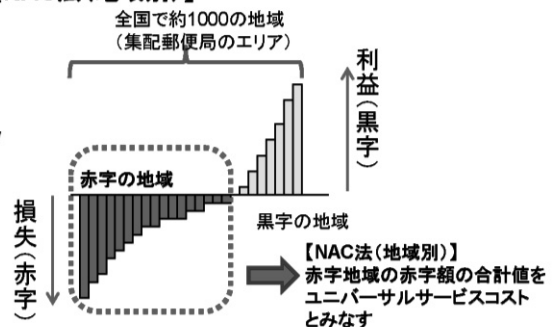 全国で約1000の地域
(集配郵便局のエリア)
利益(黒字)
赤字の地域
損失(赤字)
黒字の地域
【NAC法(地域別)】
赤字地域の赤字額の合計値を
ユニバーサルサービスコスト
とみなす